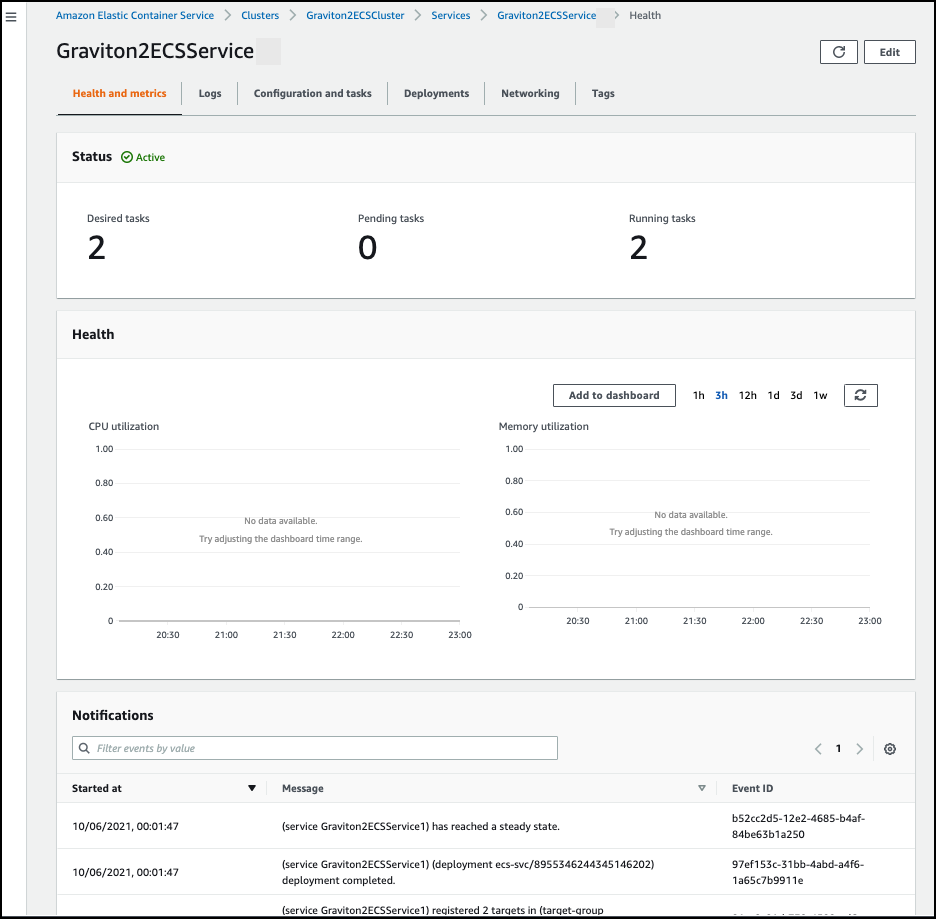 Amazon Elastic Container Service > Clusters > Graviton2ECSCluster > Services > Graviton2ECSService > Health
Graviton2ECSService
Edit
Health and metrics Logs Configuration and tasks Deployments Networking Tags
Status Active
Desired tasks Pending tasks Running tasks
2 0 2
Health
Add to dashboard 1h 3h 12h 1d 3d 1w
CPU utilization
1.00
0.80
0.60
0.40
0.20
0
No data available.
Try adjusting the dashboard time range.
20:30 21:00 21:30 22:00 22:30 23:00
Memory utilization
1.00
0.80
0.60
0.40
0.20
0
No data available.
Try adjusting the dashboard time range.
20:30 21:00 21:30 22:00 22:30 23:00
Notifications
Filter events by value
1
Started at Message Event ID
10/06/2021, 00:01:47 (service Graviton2ECSService1) has reached a steady state. b52cc2d5-12e2-4685-b4af-
84be63b1a250
10/06/2021, 00:01:47 (service Graviton2ECSService1) (deployment ecs-svc/8955346244345146202)
deployment completed.
97ef153c-31bb-4abd-a4f6-
1a65c7b9911e
(service Graviton2ECSService1) registered 2 targets in (target-group